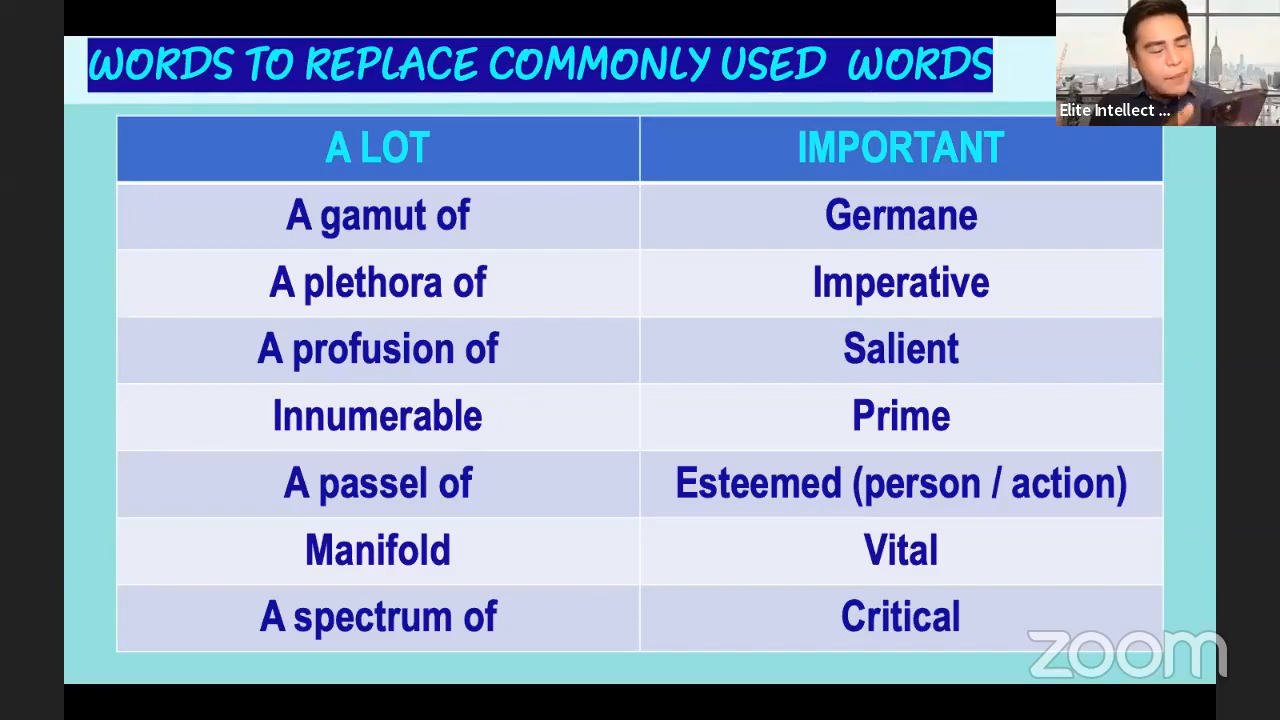 WORDS TO REPLACE COMMONLY USED WORDS
Elite Intellect ...
A LOT IMPORTANT
A gamut of Germane
A plethora of Imperative
A profusion of Salient
Innumerable Prime
A passel of Esteemed (person / action)
Manifold Vital
A spectrum of Critical
zoom